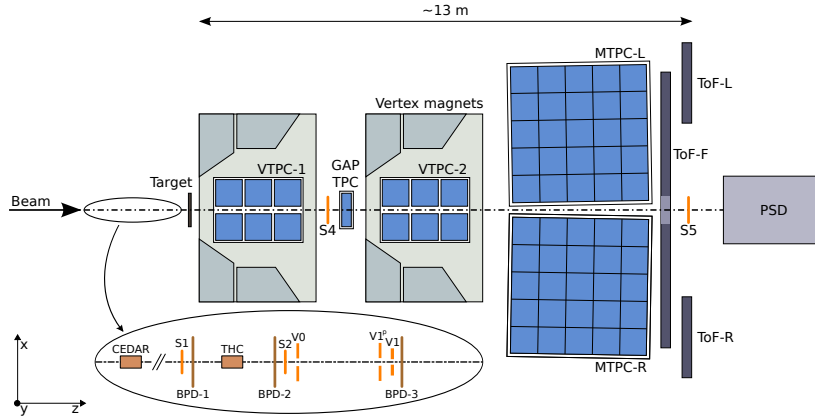 ~13 m
MTPC-L
ToF-L
Vertex magnets
ToF-F
VTPC-1
GAP
TPC
VTPC-2
Target
Beam
S4
S5
PSD
x
y
z
CEDAR
S1
BPD-1
THC
BPD-2
S2
V0
V1ᵖ
V1
BPD-3
ToF-R
MTPC-R